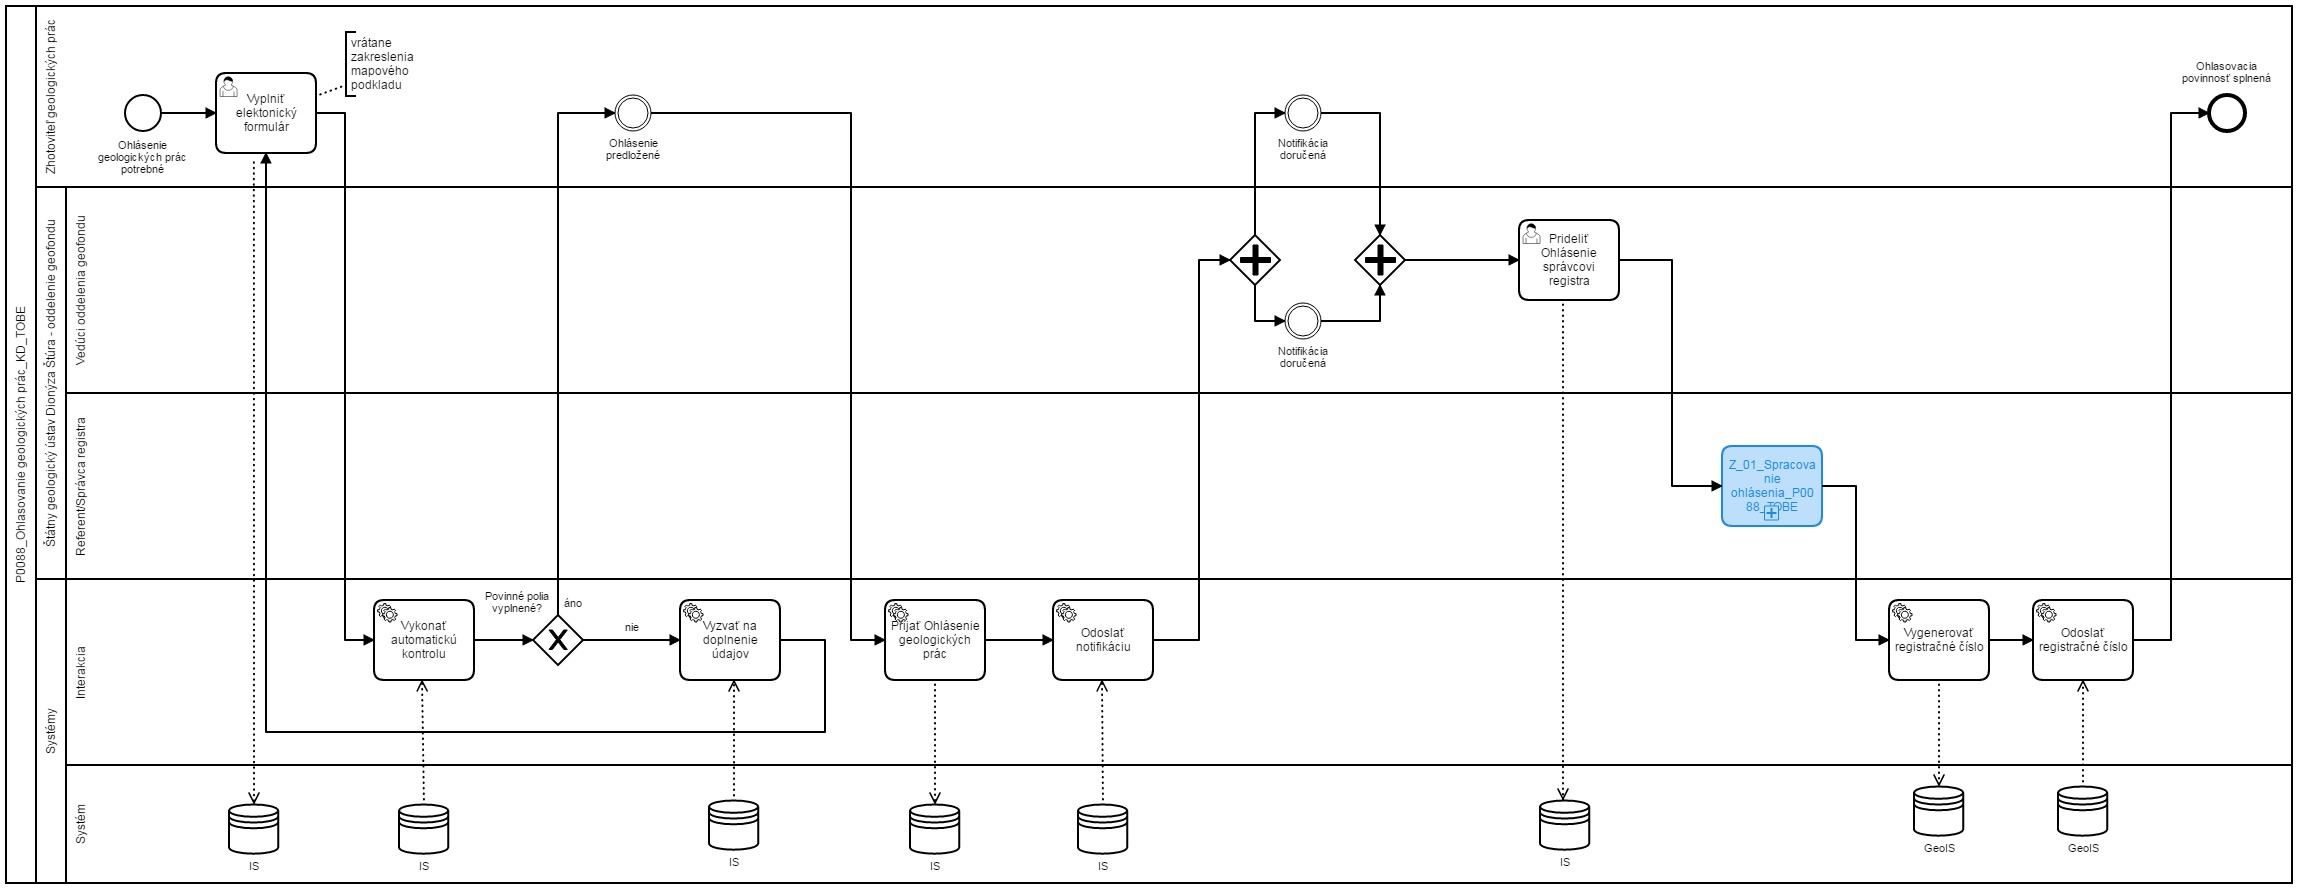 P0088_Ohlasovanie geologických prác_KD_TOBE
Zhotoviteľ geologických prác
Ohlásenie
geologických prác
potrebné
Vyplniť
elektonický
formulár
vrátane
zakreslenia
mapového
podkladu
Ohlásenie
predložené
Notifikácia
doručená
Ohlasovacia
povinnosť splnená
Štátny geologický ústav Dionýza Štúra - oddelenie geofondu
Vedúci oddelenia geofondu
Notifikácia
doručená
Prideliť
Ohlásenie
správcovi
registra
Referent/Správca registra
Z_01_Spracova
nie
ohlásenia_P00
88_TOBE
Systémy
Interakcia
Vykonať
automatickú
kontrolu
Povinné polia
vyplnené?
áno
nie
Vyzvať na
doplnenie
údajov
Prijať Ohlásenie
geologických
prác
Odoslať
notifikáciu
Vygenerovať
registračné číslo
Odoslať
registračné číslo
Systém
IS
IS
IS
IS
IS
IS
GeoIS
GeoIS